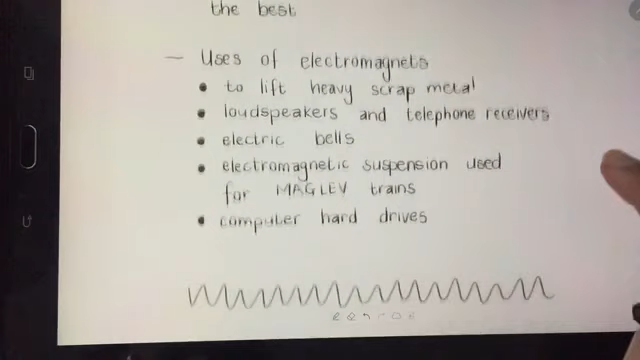 the best
— Uses of electromagnets
• to lift heavy scrap metal
• loudspeakers and telephone receivers
• electric bells
• electromagnetic suspension used
for MAGLEV trains
• computer hard drives